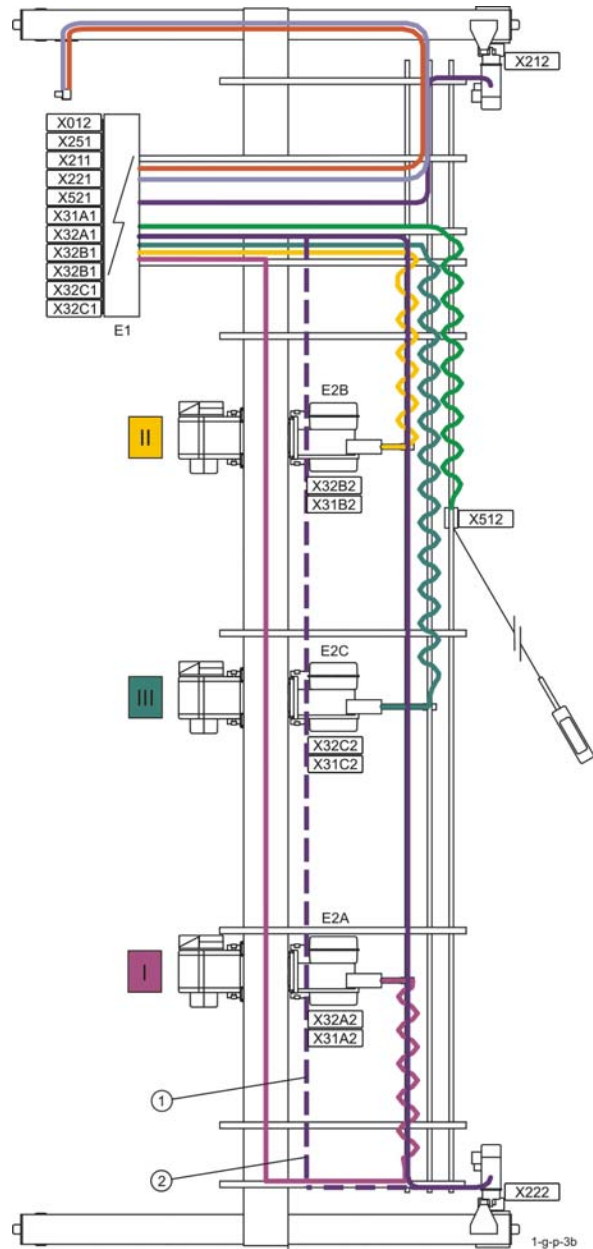 X212
X012
X251
X211
X221
X521
X31A1
X32A1
X32B1
X32B1
X32C1
X32C1
E1
E2B
II
X32B2
X31B2
X512
E2C
III
X32C2
X31C2
E2A
I
X32A2
X31A2
1
2
X222
1-g-p-3b